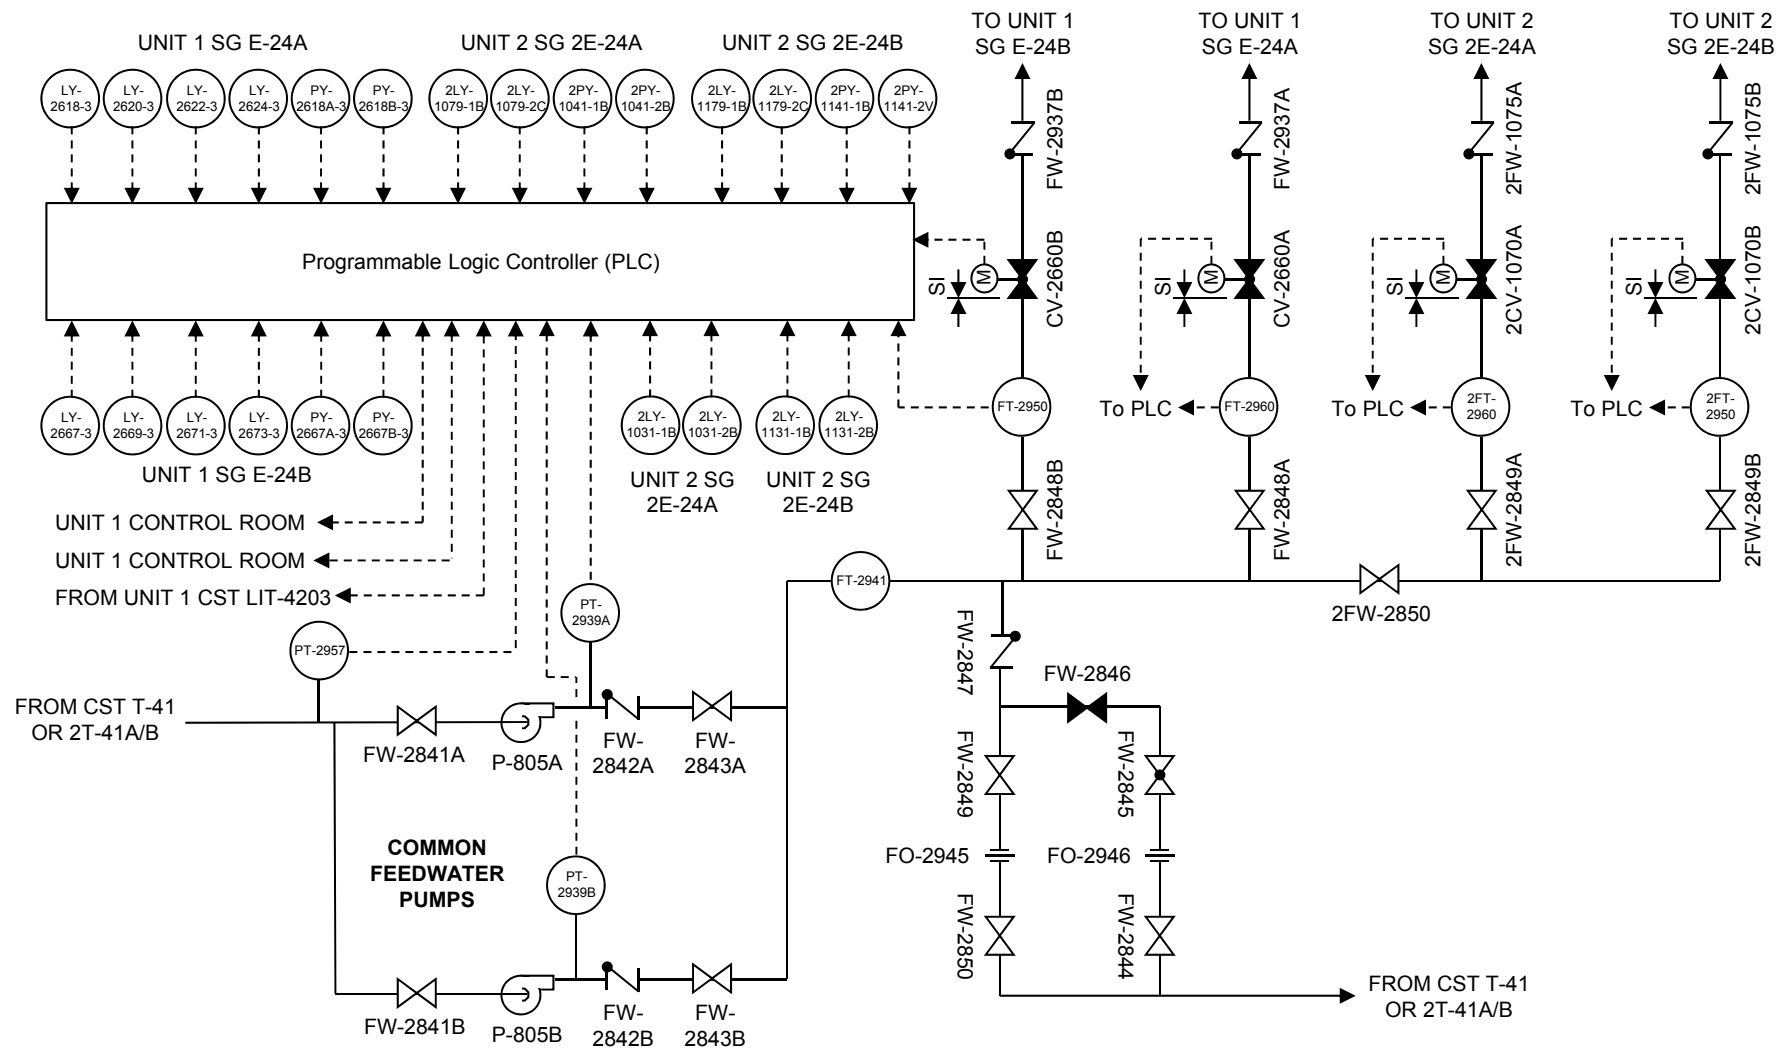 UNIT 1 SG E-24A
UNIT 2 SG 2E-24A
UNIT 2 SG 2E-24B
TO UNIT 1
SG E-24B
TO UNIT 1
SG E-24A
TO UNIT 2
SG 2E-24A
TO UNIT 2
SG 2E-24B
LY-
2618-3
LY-
2620-3
LY-
2622-3
LY-
2624-3
PY-
2618A-3
PY-
2618B-3
2LY-
1079-1B
2LY-
1079-2C
2PY-
1041-1B
2PY-
1041-2B
2LY-
1179-1B
2LY-
1179-2C
2PY-
1141-1B
2PY-
1141-2V
FW-2937B
FW-2937A
2FW-1075A
2FW-1075B
Programmable Logic Controller (PLC)
SI
M
CV-2660B
SI
M
CV-2660A
SI
M
2CV-1070A
SI
M
2CV-1070B
LY-
2667-3
LY-
2669-3
LY-
2671-3
LY-
2673-3
PY-
2667A-3
PY-
2667B-3
2LY-
1031-1B
2LY-
1031-2B
2LY-
1131-1B
2LY-
1131-2B
FT-2950
To PLC
FT-2960
To PLC
2FT-
2960
To PLC
2FT-
2950
UNIT 1 SG E-24B
UNIT 2 SG
2E-24A
UNIT 2 SG
2E-24B
FW-2848B
FW-2848A
2FW-2849A
2FW-2849B
UNIT 1 CONTROL ROOM
UNIT 1 CONTROL ROOM
FROM UNIT 1 CST LIT-4203
PT-2957
PT-
2939A
FT-2941
2FW-2850
FW-2847
FW-2846
FROM CST T-41
OR 2T-41A/B
FW-2841A
P-805A
FW-
2842A
FW-
2843A
FW-2849
FW-2845
COMMON
FEEDWATER
PUMPS
PT-
2939B
FO-2945
FO-2946
FW-2850
FW-2844
FW-2841B
P-805B
FW-
2842B
FW-
2843B
FROM CST T-41
OR 2T-41A/B